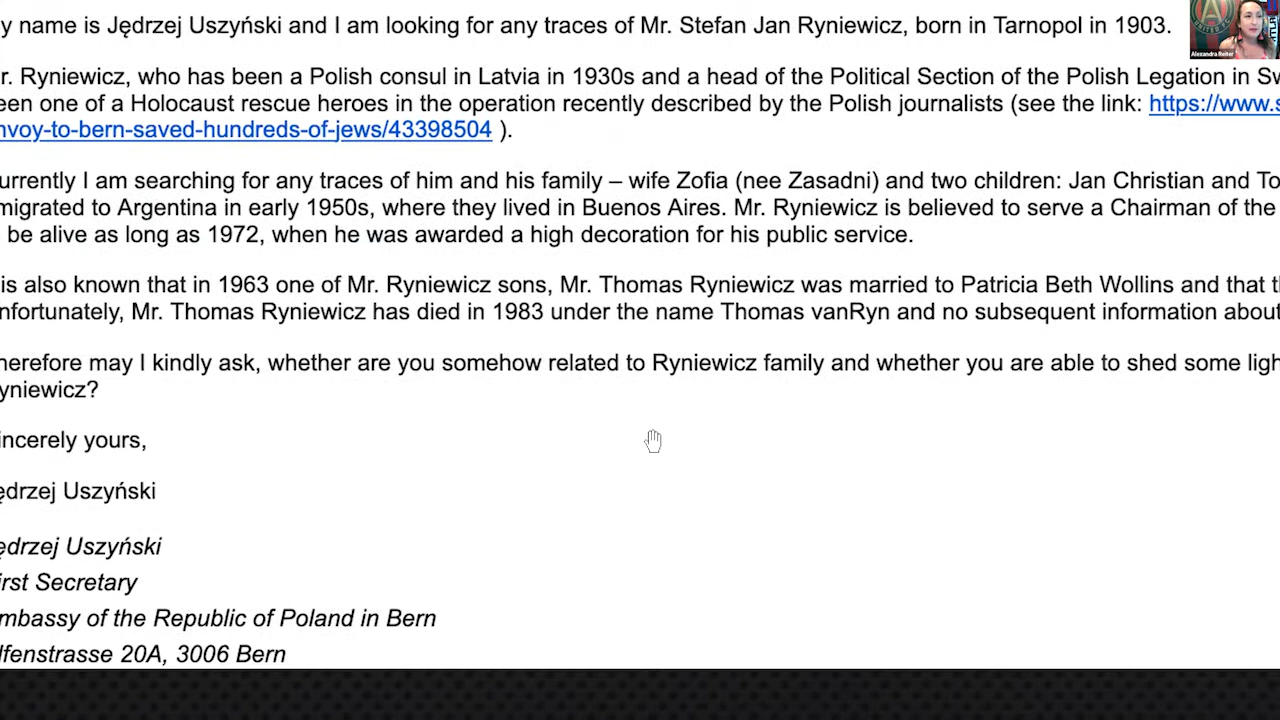 y name is Jędrzej Uszyński and I am looking for any traces of Mr. Stefan Jan Ryniewicz, born in Tarnopol in 1903.
r. Ryniewicz, who has been a Polish consul in Latvia in 1930s and a head of the Political Section of the Polish Legation in Sw
een one of a Holocaust rescue heroes in the operation recently described by the Polish journalists (see the link: https://www.s
nvoy-to-bern-saved-hundreds-of-jews/43398504 ).
urrently I am searching for any traces of him and his family – wife Zofia (nee Zasadni) and two children: Jan Christian and To
migrated to Argentina in early 1950s, where they lived in Buenos Aires. Mr. Ryniewicz is believed to serve a Chairman of the
be alive as long as 1972, when he was awarded a high decoration for his public service.
is also known that in 1963 one of Mr. Ryniewicz sons, Mr. Thomas Ryniewicz was married to Patricia Beth Wollins and that th
nfortunately, Mr. Thomas Ryniewicz has died in 1983 under the name Thomas vanRyn and no subsequent information about
herefore may I kindly ask, whether are you somehow related to Ryniewicz family and whether you are able to shed some ligh
yniewicz?
incerely yours,
ędrzej Uszyński
ędrzej Uszyński
irst Secretary
mbassy of the Republic of Poland in Bern
lfenstrasse 20A, 3006 Bern
Alexandra Reiter